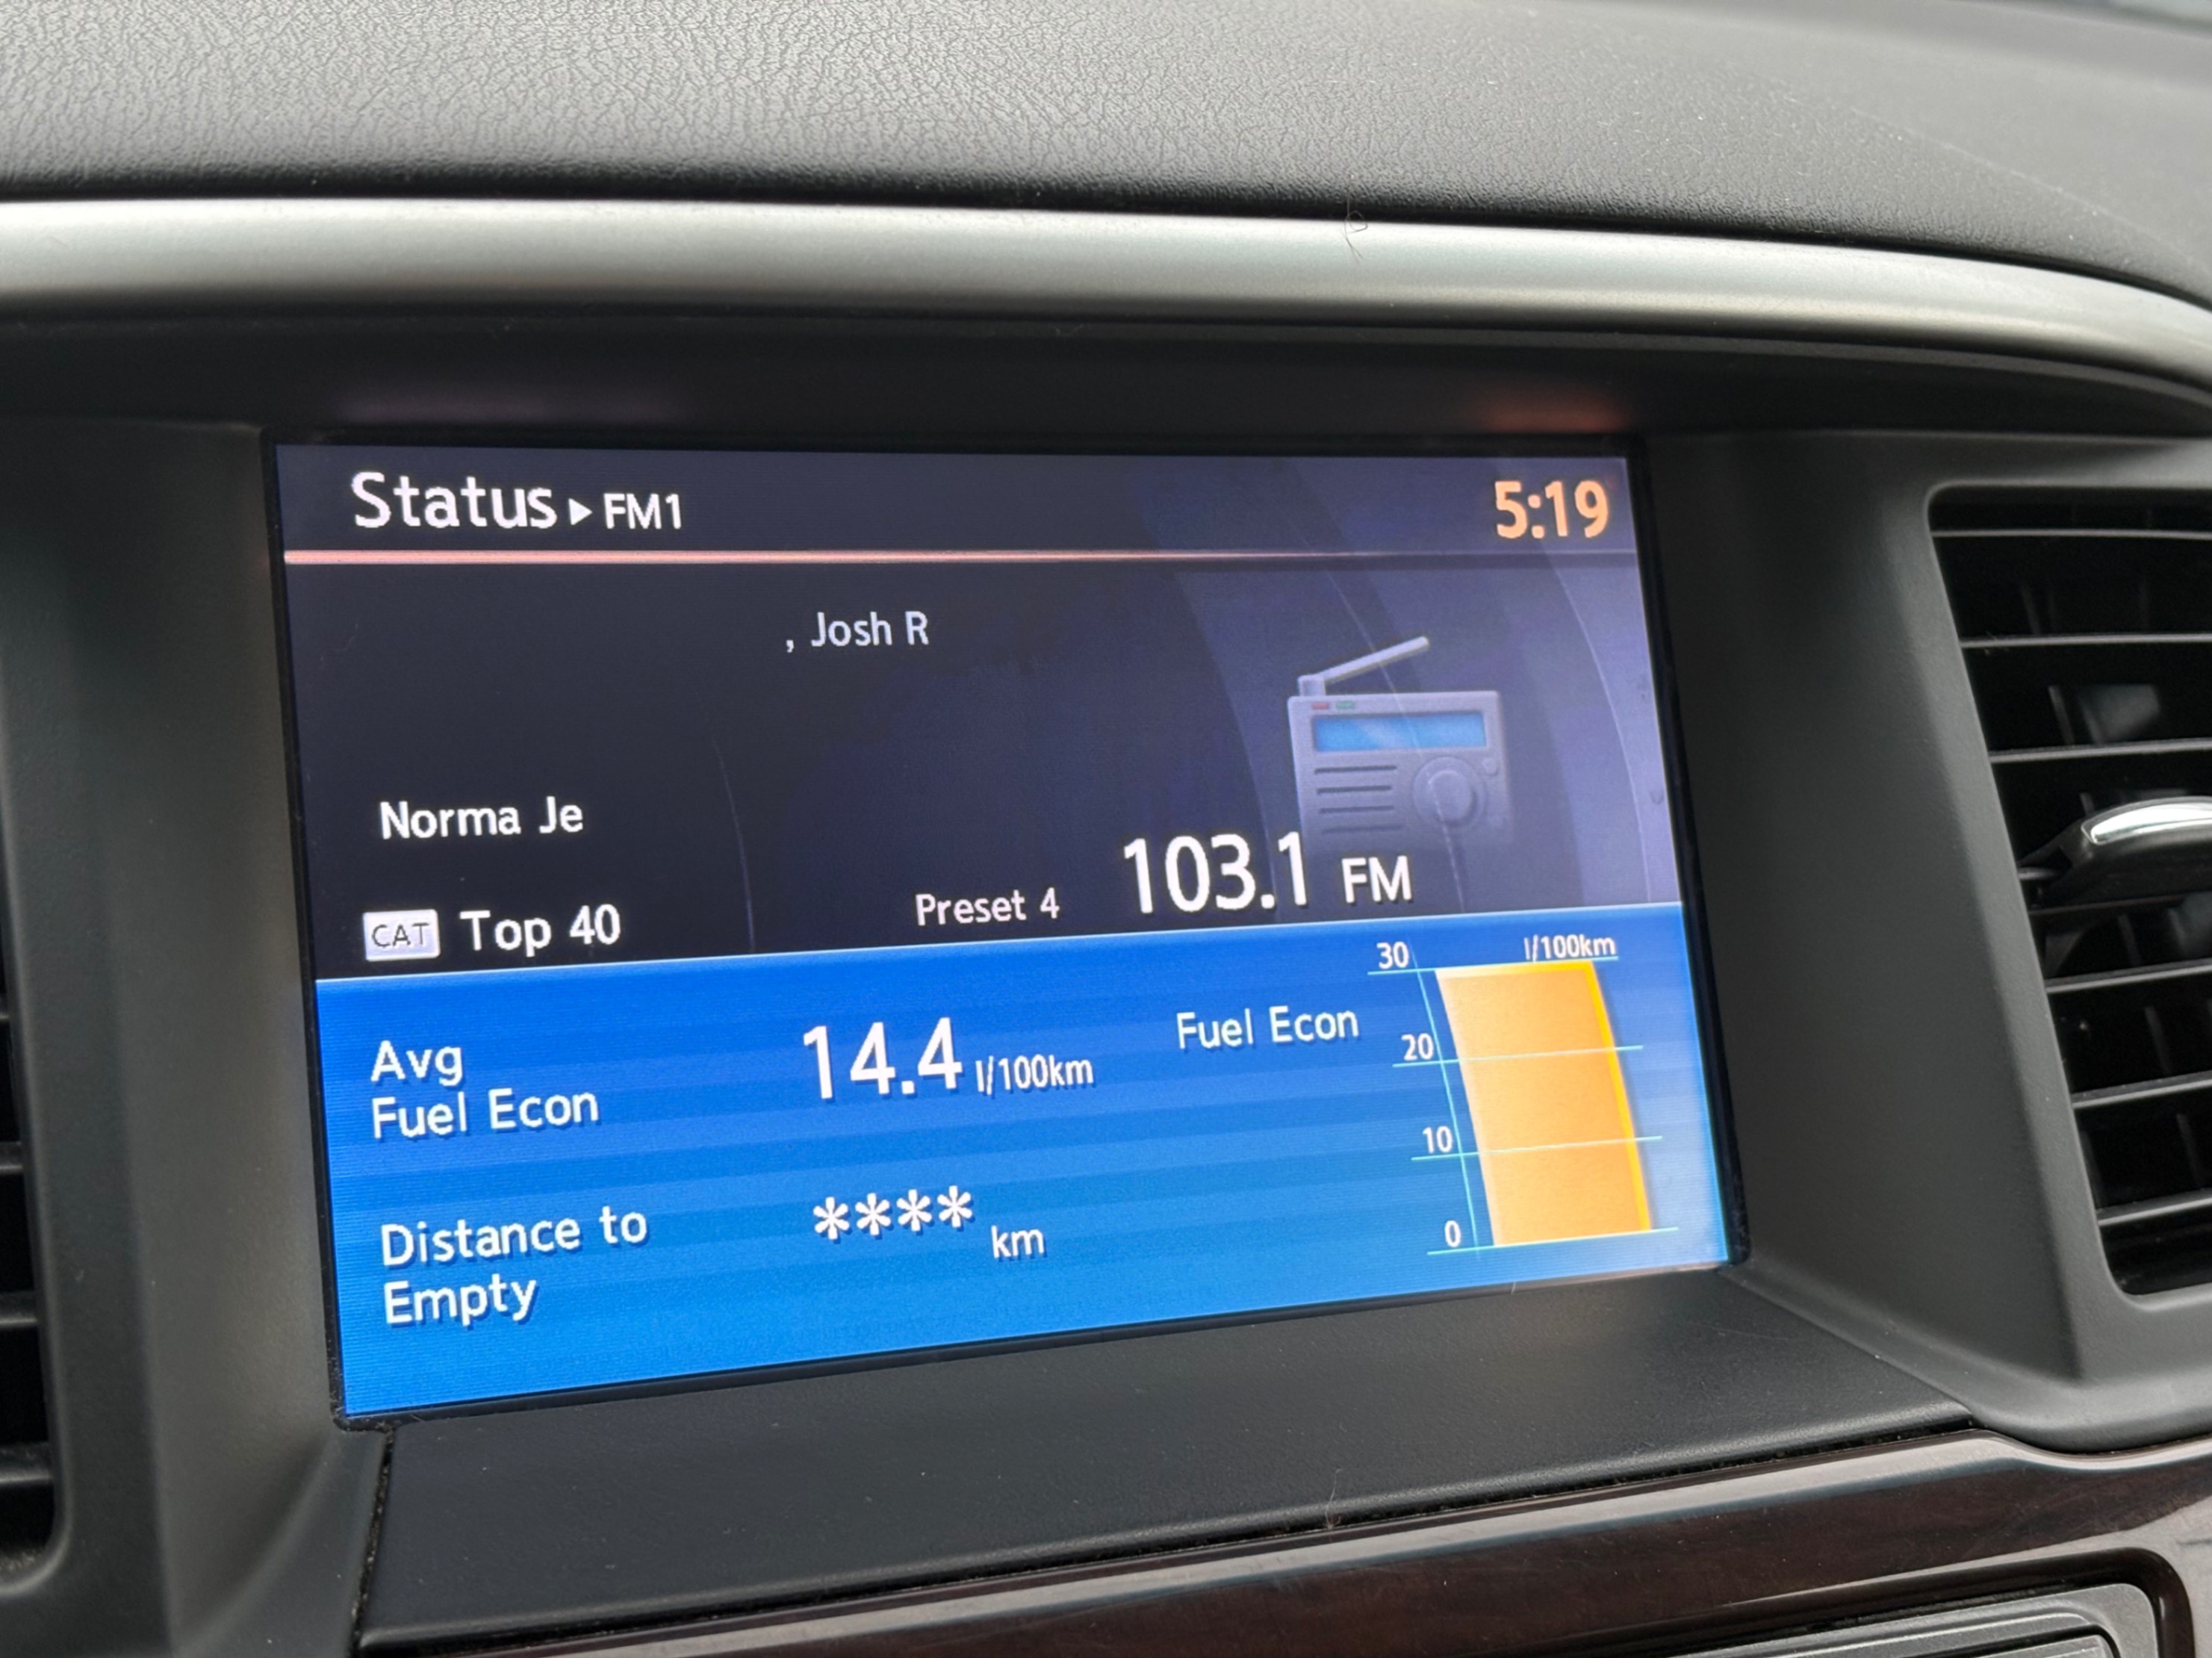 Status ▶ FM1
5:19
, Josh R
Norma Je
CAT Top 40
Preset 4
103.1 FM
Avg
Fuel Econ
14.4 l/100km
Distance to
Empty
**** km
Fuel Econ
l/100km
30
20
10
0